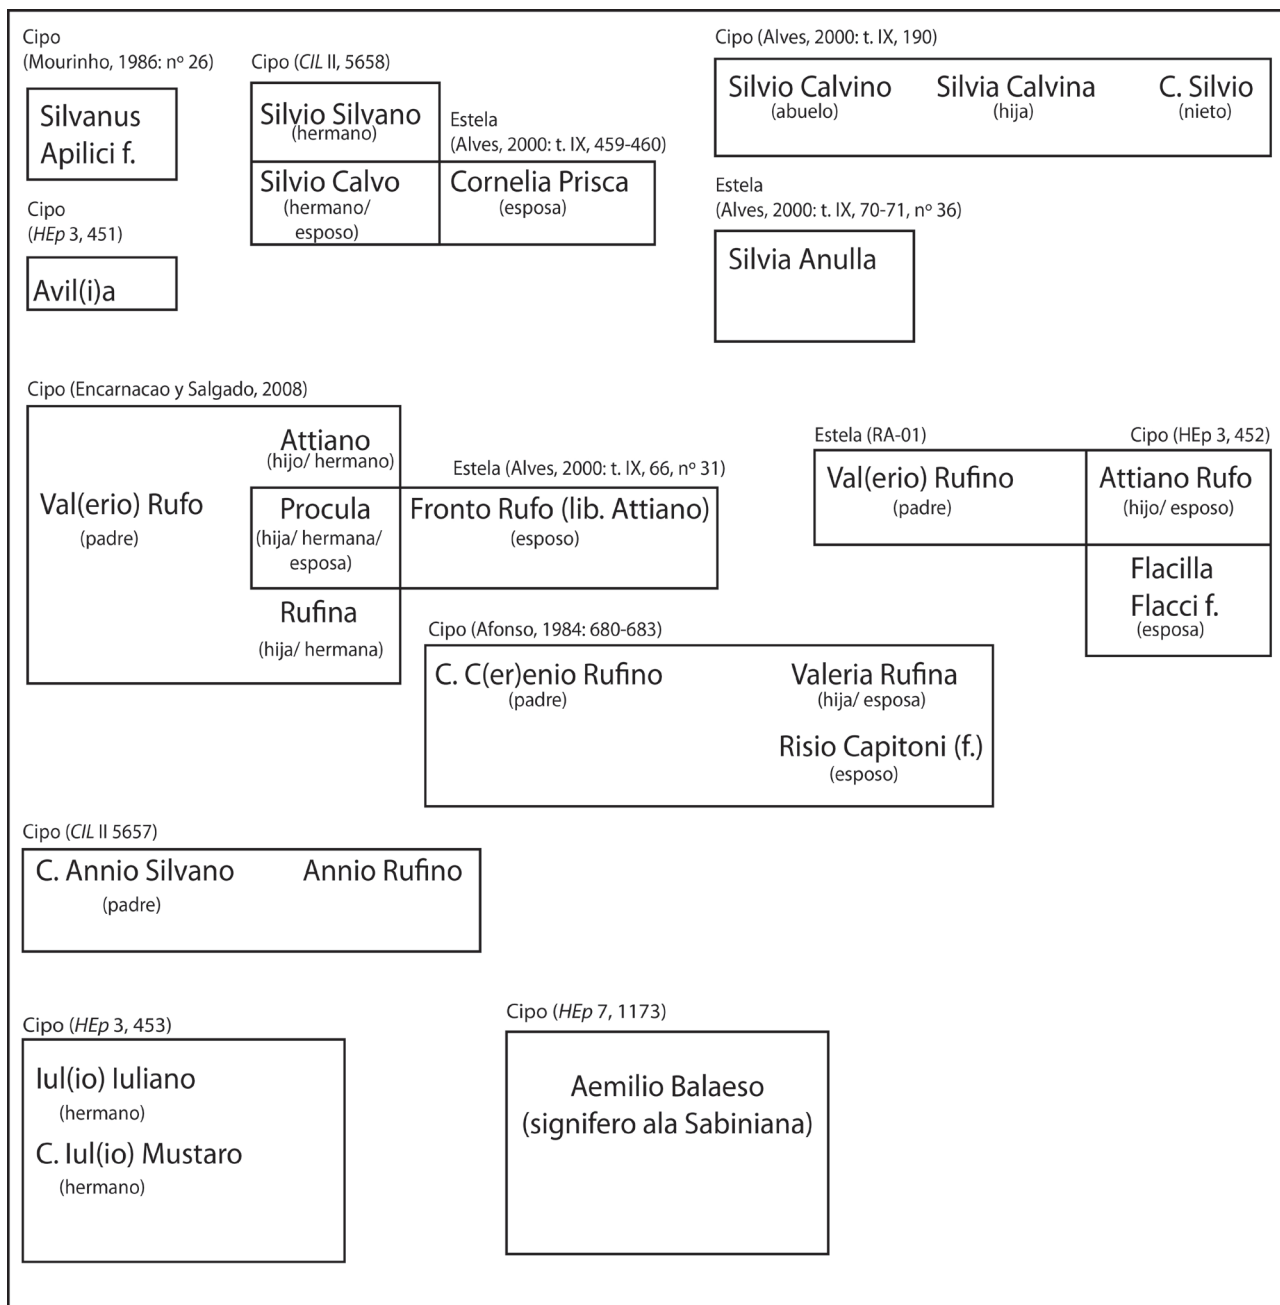 Cipo
(Mourinho, 1986: nº 26)
Silvanus
Apilici f.
Cipo
(HEp 3, 451)
Avil(i)a
Cipo (CIL II, 5658)
Silvio Silvano
(hermano)
Silvio Calvo
(hermano/
esposo)
Estela
(Alves, 2000: t. IX, 459-460)
Cornelia Prisca
(esposa)
Cipo (Alves, 2000: t. IX, 190)
Silvio Calvino
(abuelo)
Silvia Calvina
(hija)
C. Silvio
(nieto)
Estela
(Alves, 2000: t. IX, 70-71, nº 36)
Silvia Anulla
Cipo (Encarnacao y Salgado, 2008)
Val(erio) Rufo
(padre)
Attiano
(hijo/ hermano)
Procula
(hija/ hermana/
esposa)
Rufina
(hija/ hermana)
Estela (Alves, 2000: t. IX, 66, nº 31)
Fronto Rufo (lib. Attiano)
(esposo)
Estela (RA-01)
Val(erio) Rufino
(padre)
Cipo (HEp 3, 452)
Attiano Rufo
(hijo/ esposo)
Flacilla
Flacci f.
(esposa)
Cipo (Afonso, 1984: 680-683)
C. C(er)enio Rufino
(padre)
Valeria Rufina
(hija/ esposa)
Risio Capitoni (f.)
(esposo)
Cipo (CIL II 5657)
C. Annio Silvano
(padre)
Annio Rufino
Cipo (HEp 3, 453)
Iul(io) Iuliano
(hermano)
C. Iul(io) Mustaro
(hermano)
Cipo (HEp 7, 1173)
Aemilio Balaeso
(signifero ala Sabiniana)